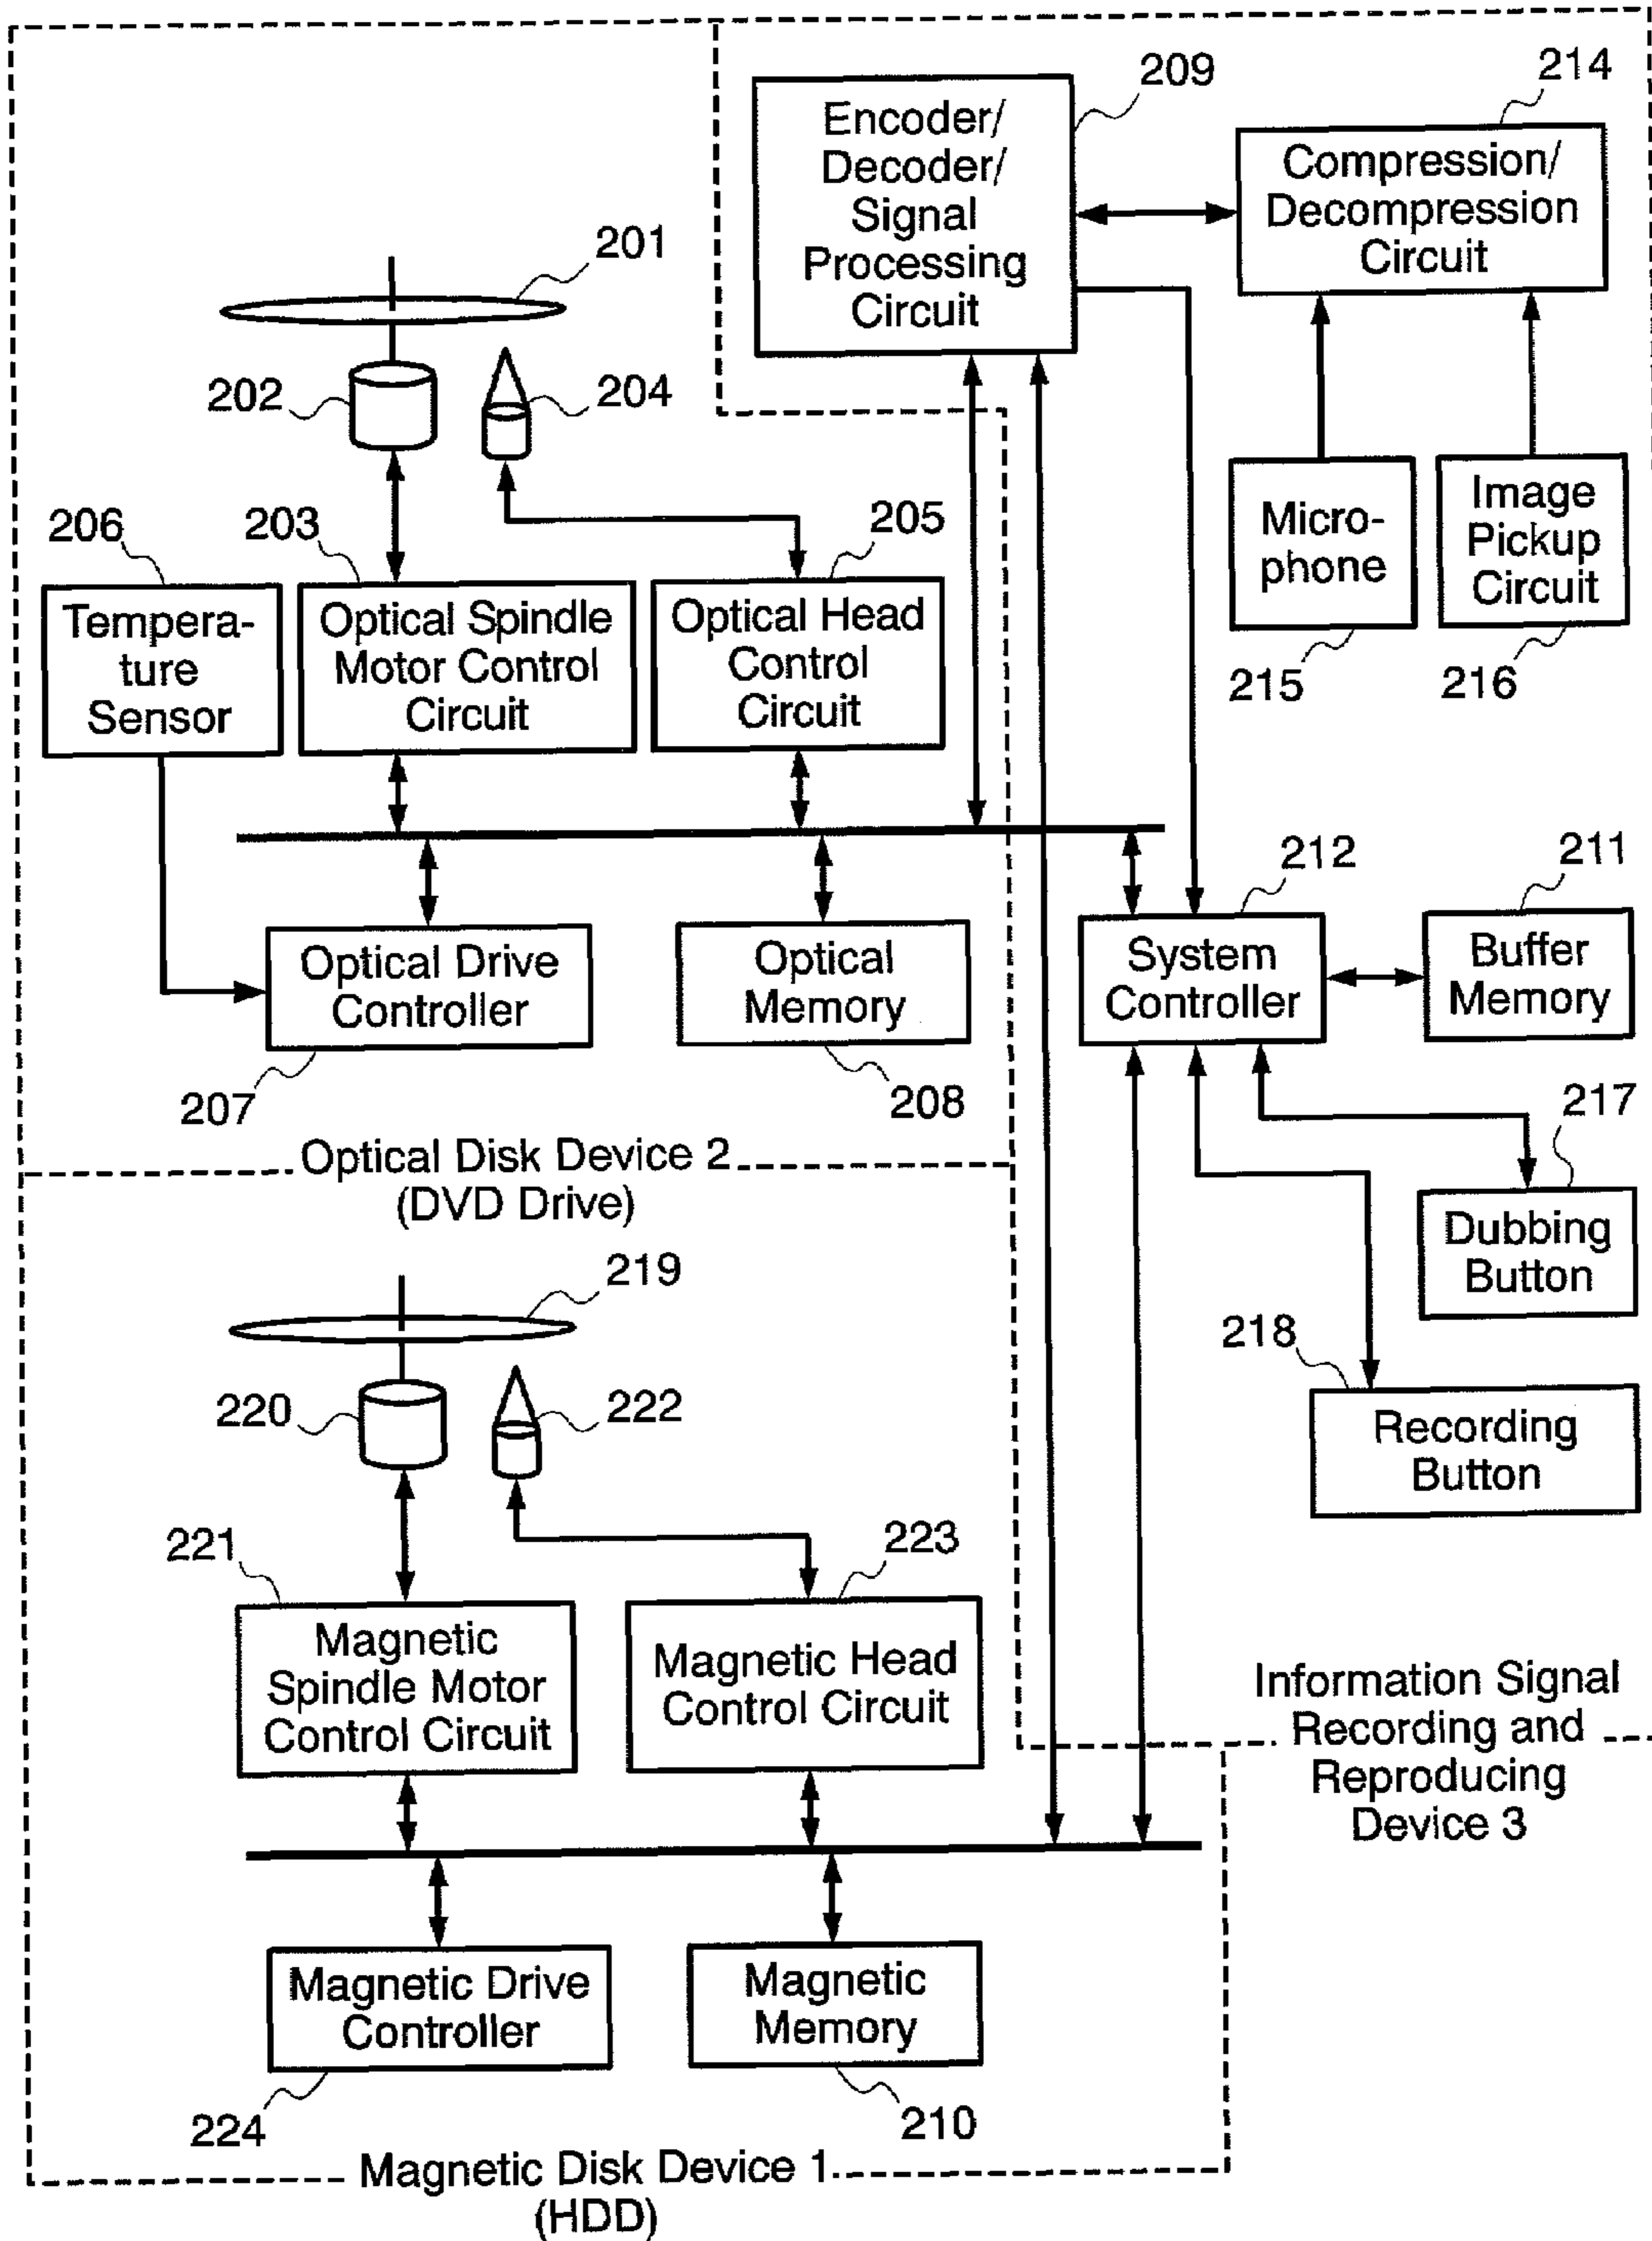 209
214
Encoder/
Decoder/
Signal
Processing
Circuit
Compression/
Decompression
Circuit
201
202
204
Micro-
phone
Image
Pickup
Circuit
215
216
206
203
205
Tempera-
ture
Sensor
Optical Spindle
Motor Control
Circuit
Optical Head
Control
Circuit
212
211
Optical Drive
Controller
Optical
Memory
System
Controller
Buffer
Memory
207
208
217
Optical Disk Device 2
(DVD Drive)
Dubbing
Button
219
220
222
218
Recording
Button
221
223
Magnetic
Spindle Motor
Control Circuit
Magnetic Head
Control Circuit
Information Signal
Recording and
Reproducing
Device 3
Magnetic Drive
Controller
Magnetic
Memory
224
210
Magnetic Disk Device 1
(HDD)